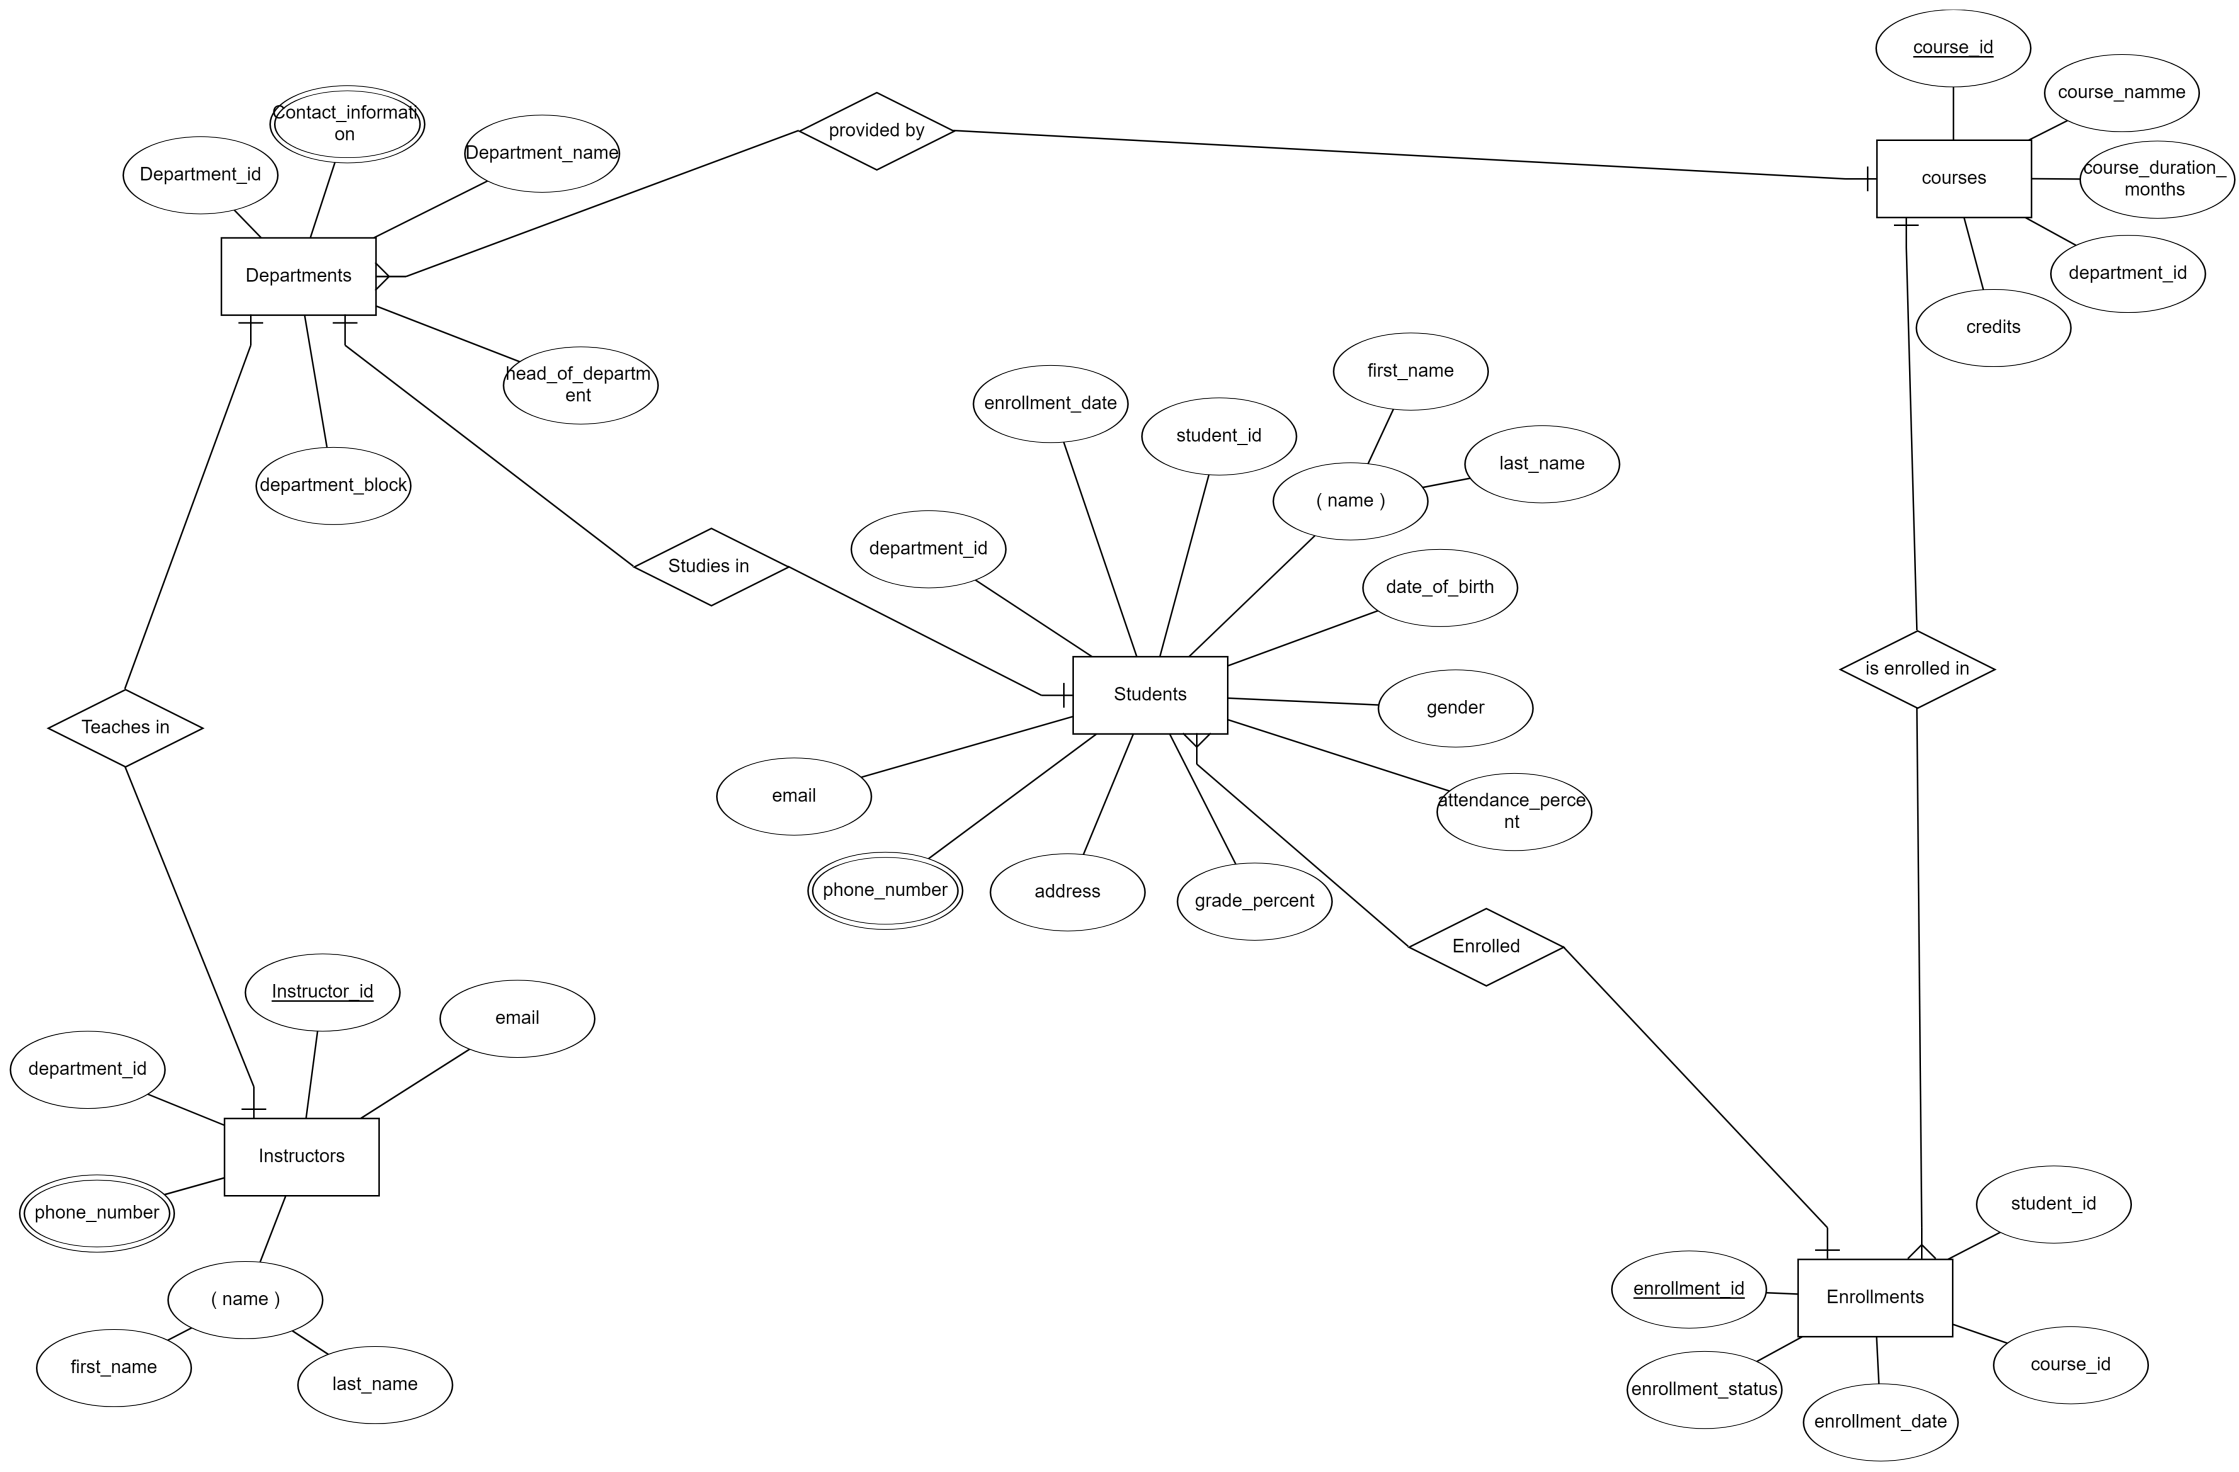 course_id
course_namme
Contact_informati
on
provided by
Department_name
Department_id
courses
course_duration_
months
Departments
department_id
credits
head_of_departm
ent
first_name
enrollment_date
student_id
last_name
department_block
( name )
department_id
Studies in
date_of_birth
is enrolled in
Students
gender
Teaches in
email
attendance_perce
nt
phone_number
address
grade_percent
Enrolled
Instructor_id
email
department_id
Instructors
student_id
phone_number
enrollment_id
Enrollments
( name )
first_name
last_name
course_id
enrollment_status
enrollment_date